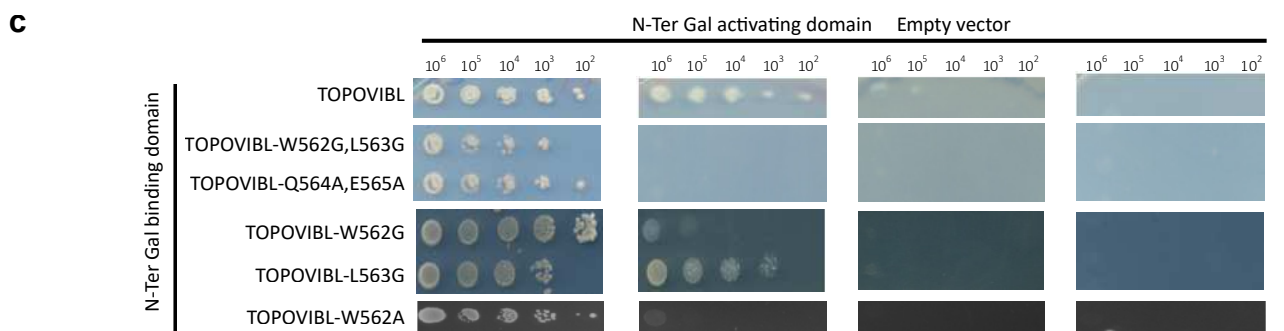 c
N-Ter Gal activating domain Empty vector
10⁶ 10⁵ 10⁴ 10³ 10² 10⁶ 10⁵ 10⁴ 10³ 10² 10⁶ 10⁵ 10⁴ 10³ 10² 10⁶ 10⁵ 10⁴ 10³ 10²
N-Ter Gal binding domain
TOPOVIBL
TOPOVIBL-W562G,L563G
TOPOVIBL-Q564A,E565A
TOPOVIBL-W562G
TOPOVIBL-L563G
TOPOVIBL-W562A